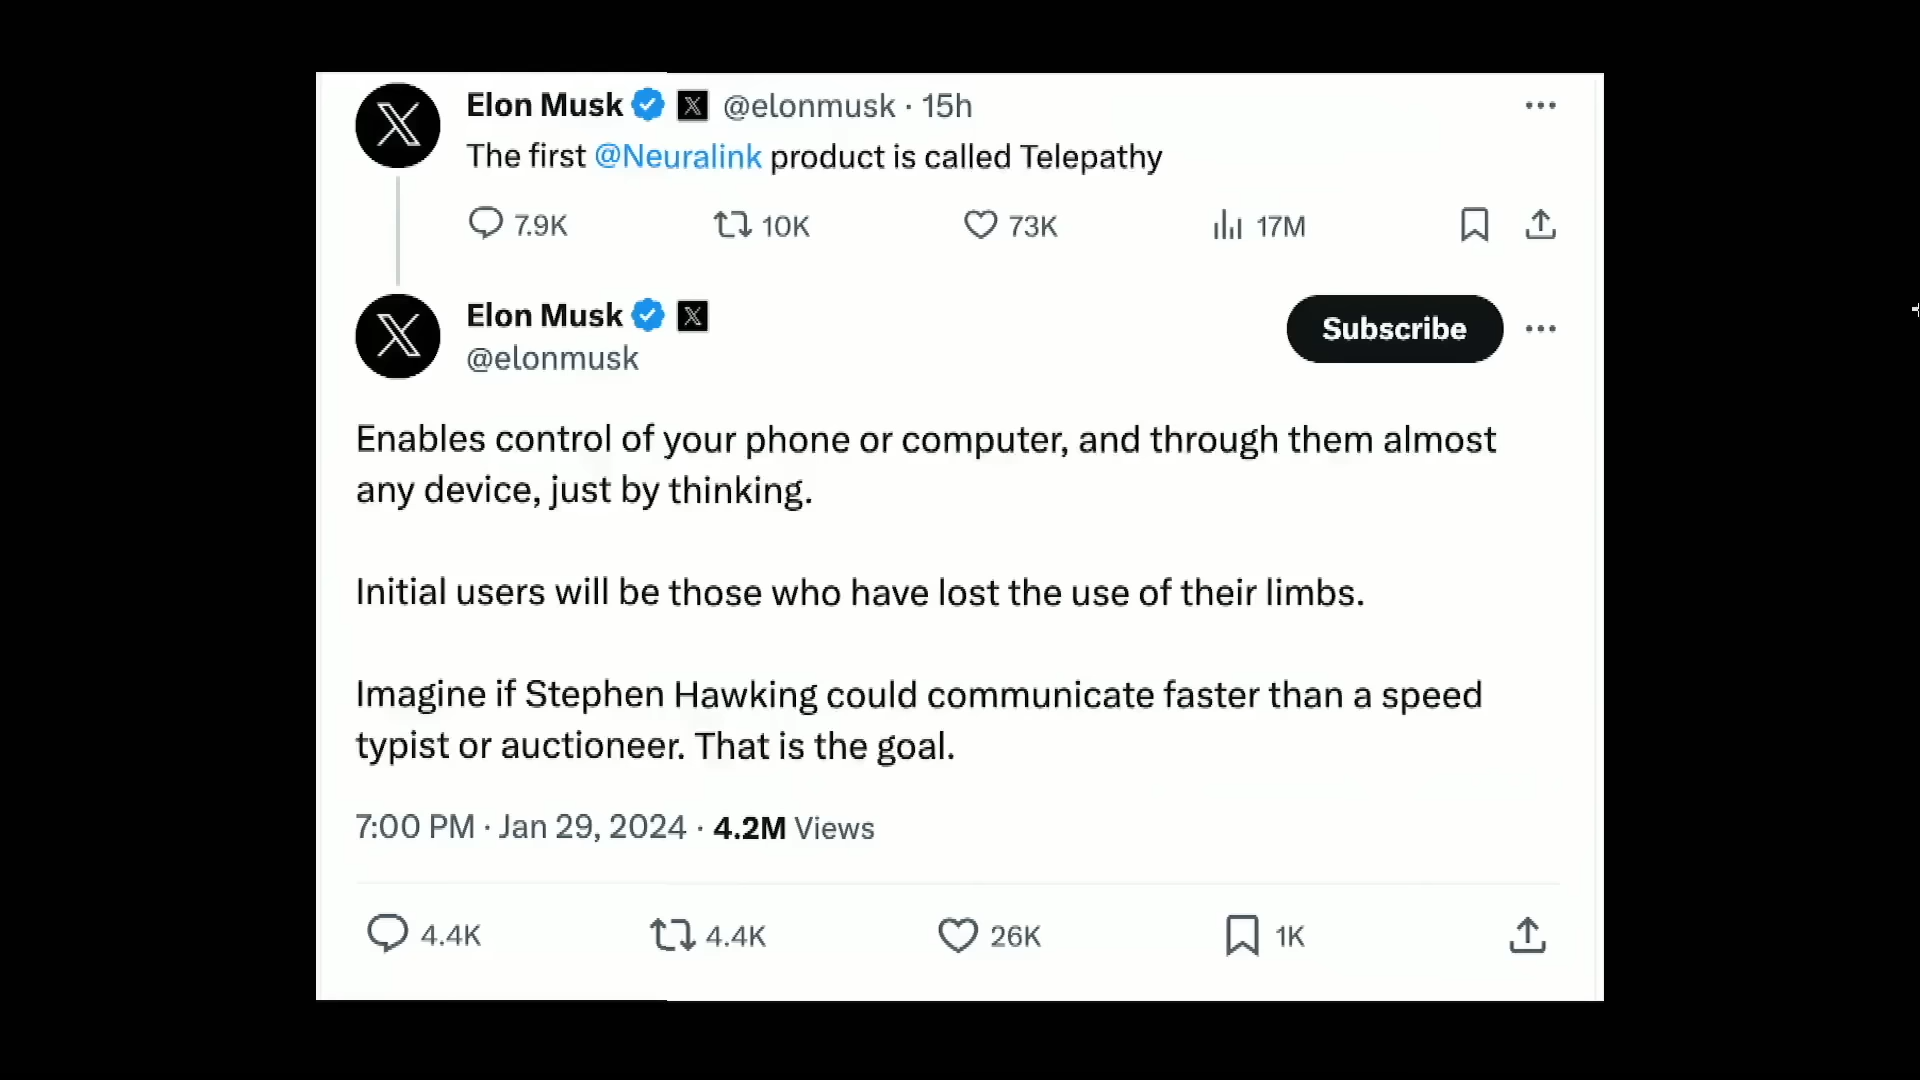 Elon Musk @elonmusk · 15h
The first @Neuralink product is called Telepathy
7.9K 10K 73K 17M
Elon Musk
@elonmusk
Subscribe
Enables control of your phone or computer, and through them almost
any device, just by thinking.
Initial users will be those who have lost the use of their limbs.
Imagine if Stephen Hawking could communicate faster than a speed
typist or auctioneer. That is the goal.
7:00 PM · Jan 29, 2024 · 4.2M Views
4.4K 4.4K 26K 1K